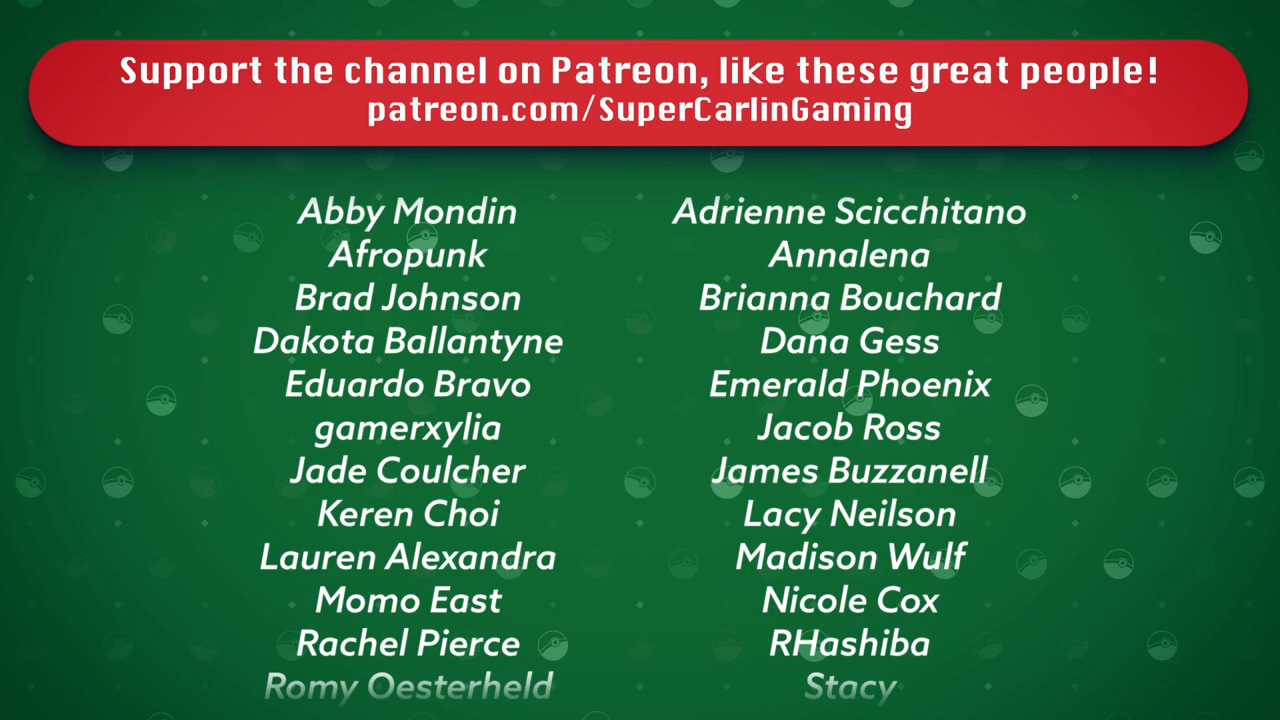 Support the channel on Patreon, like these great people!
patreon.com/SuperCarlinGaming
Abby Mondin
Adrienne Scicchitano
Afropunk
Annalena
Brad Johnson
Brianna Bouchard
Dakota Ballantyne
Dana Gess
Eduardo Bravo
Emerald Phoenix
gamerxylia
Jacob Ross
Jade Coulcher
James Buzzanell
Keren Choi
Lacy Neilson
Lauren Alexandra
Madison Wulf
Momo East
Nicole Cox
Rachel Pierce
RHashiba
Romy Oesterheld
Stacy